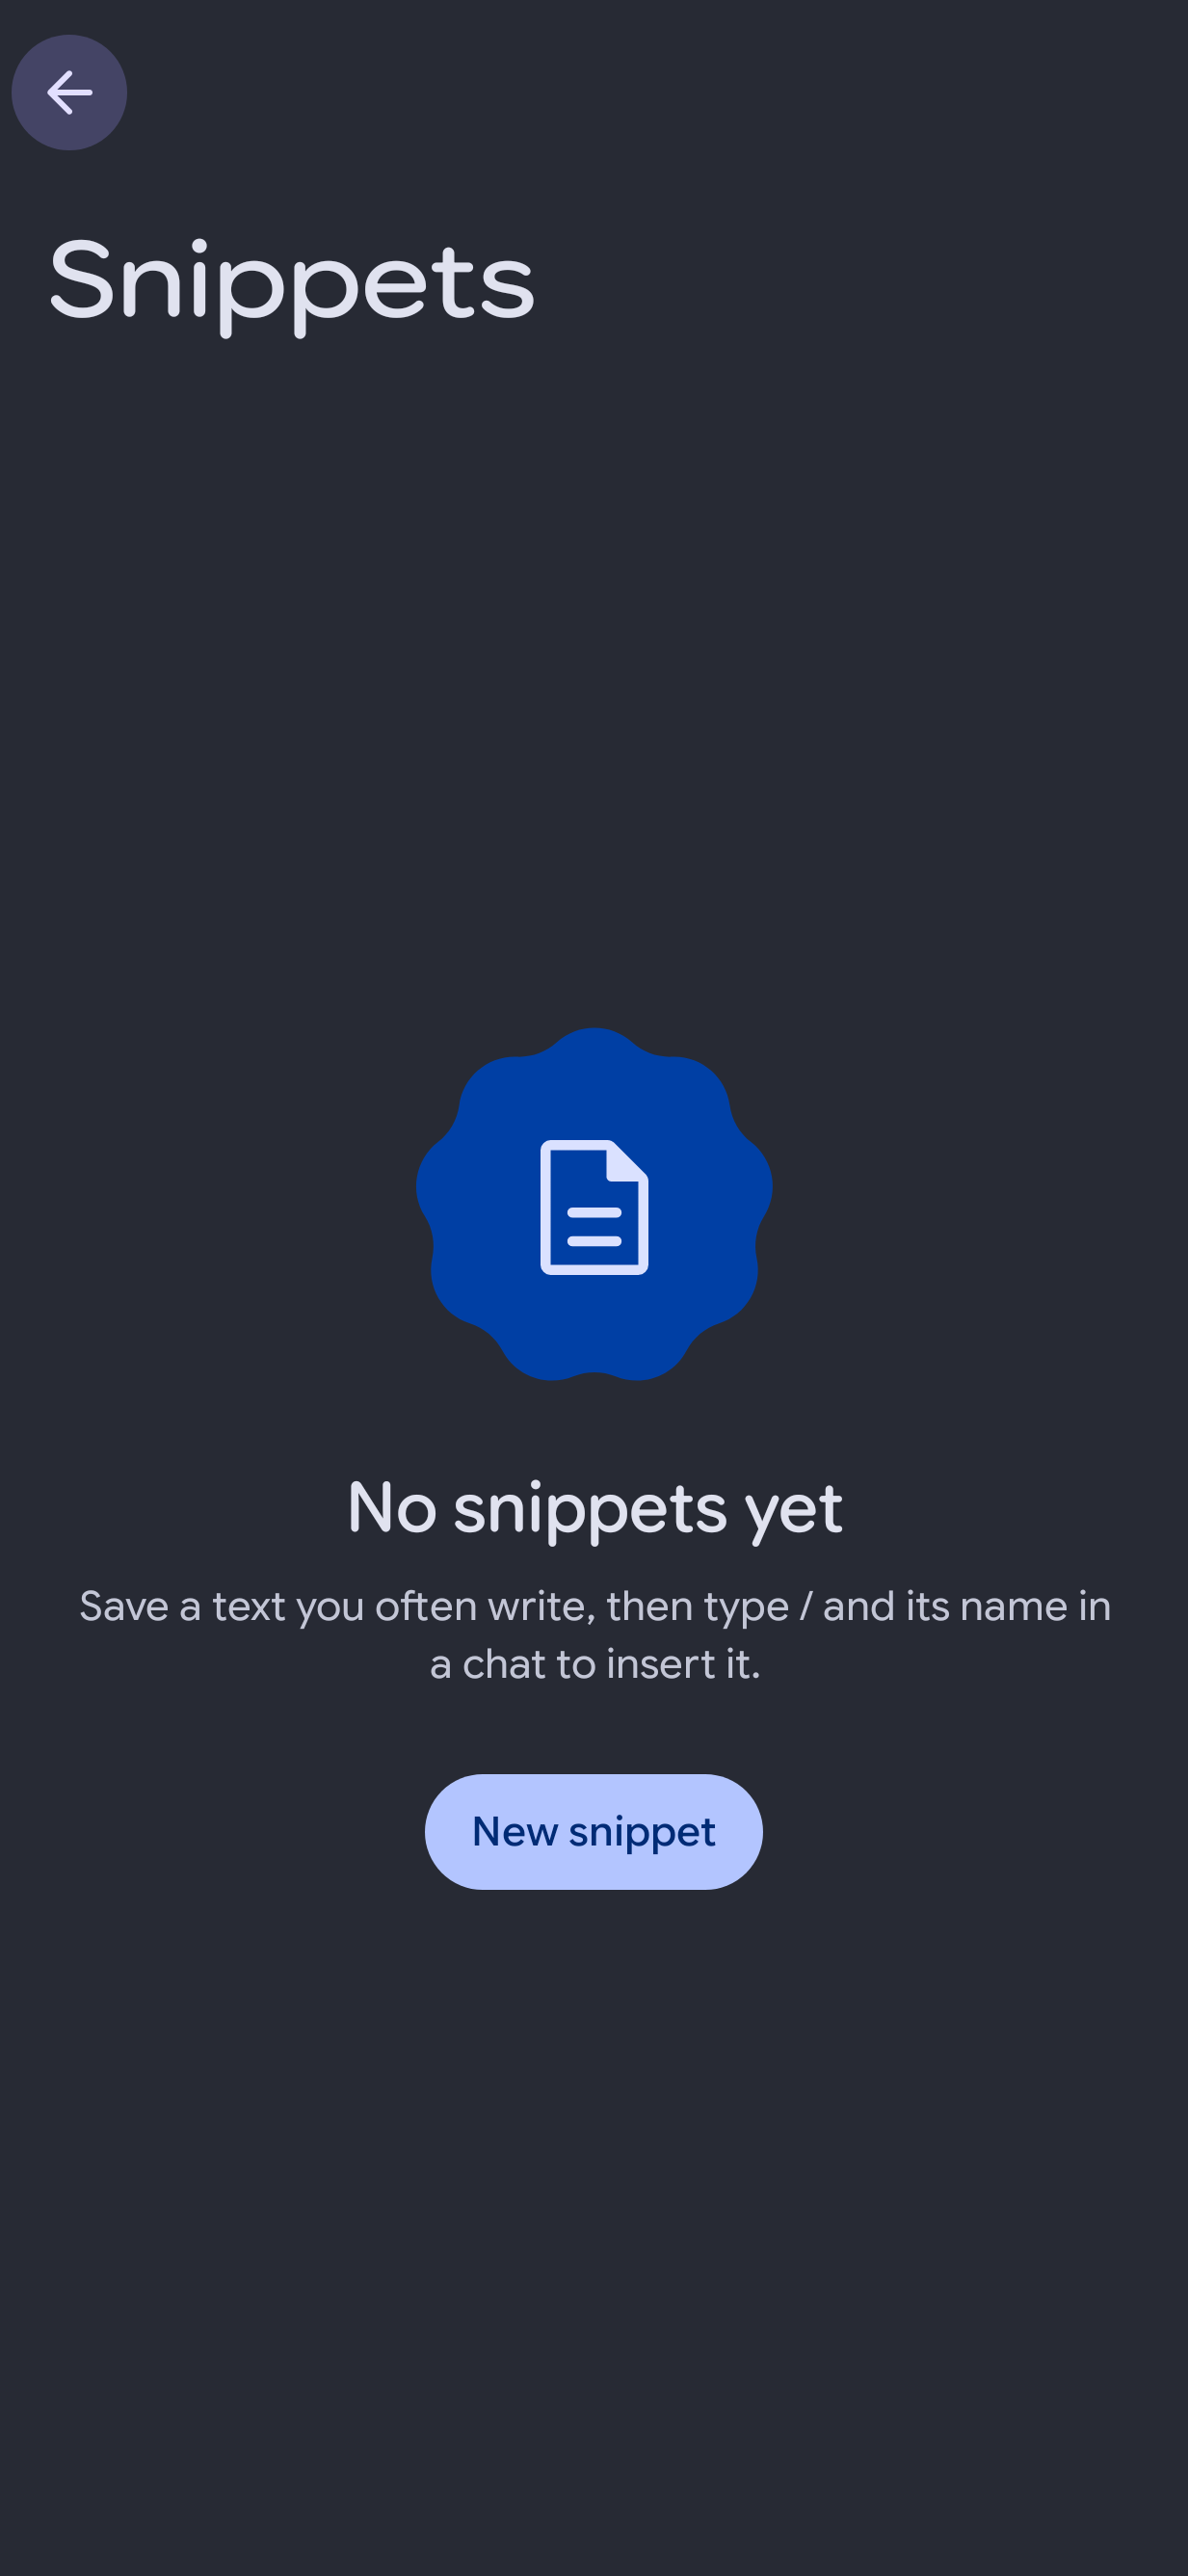 Snippets
No snippets yet
Save a text you often write, then type / and its name in
a chat to insert it.
New snippet